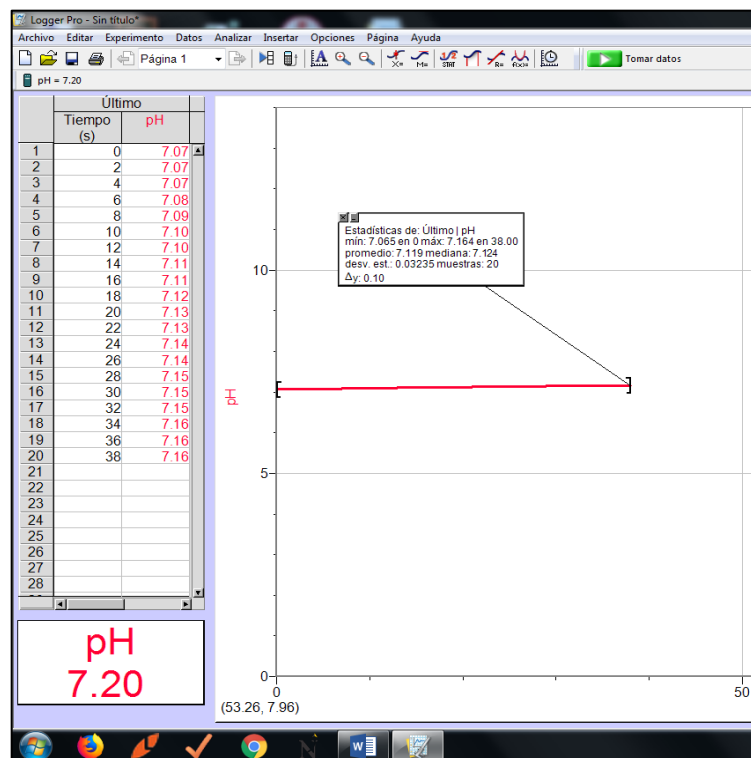 Logger Pro - Sin título*
Archivo Editar Experimento Datos Analizar Insertar Opciones Página Ayuda
Página 1
Tomar datos
pH = 7.20
Último
Tiempo (s) pH
1 0 7.07
2 2 7.07
3 4 7.07
4 6 7.08
5 8 7.09
6 10 7.10
7 12 7.10
8 14 7.11
9 16 7.11
10 18 7.12
11 20 7.13
12 22 7.13
13 24 7.14
14 26 7.14
15 28 7.15
16 30 7.15
17 32 7.15
18 34 7.16
19 36 7.16
20 38 7.16
21
22
23
24
25
26
27
28
pH
7.20
Estadísticas de: Último | pH
mín: 7.065 en 0 máx: 7.164 en 38.00
promedio: 7.119 mediana: 7.124
desv. est.: 0.03235 muestras: 20
Δy: 0.10
10
pH
5
0
0 50
(53.26, 7.96)